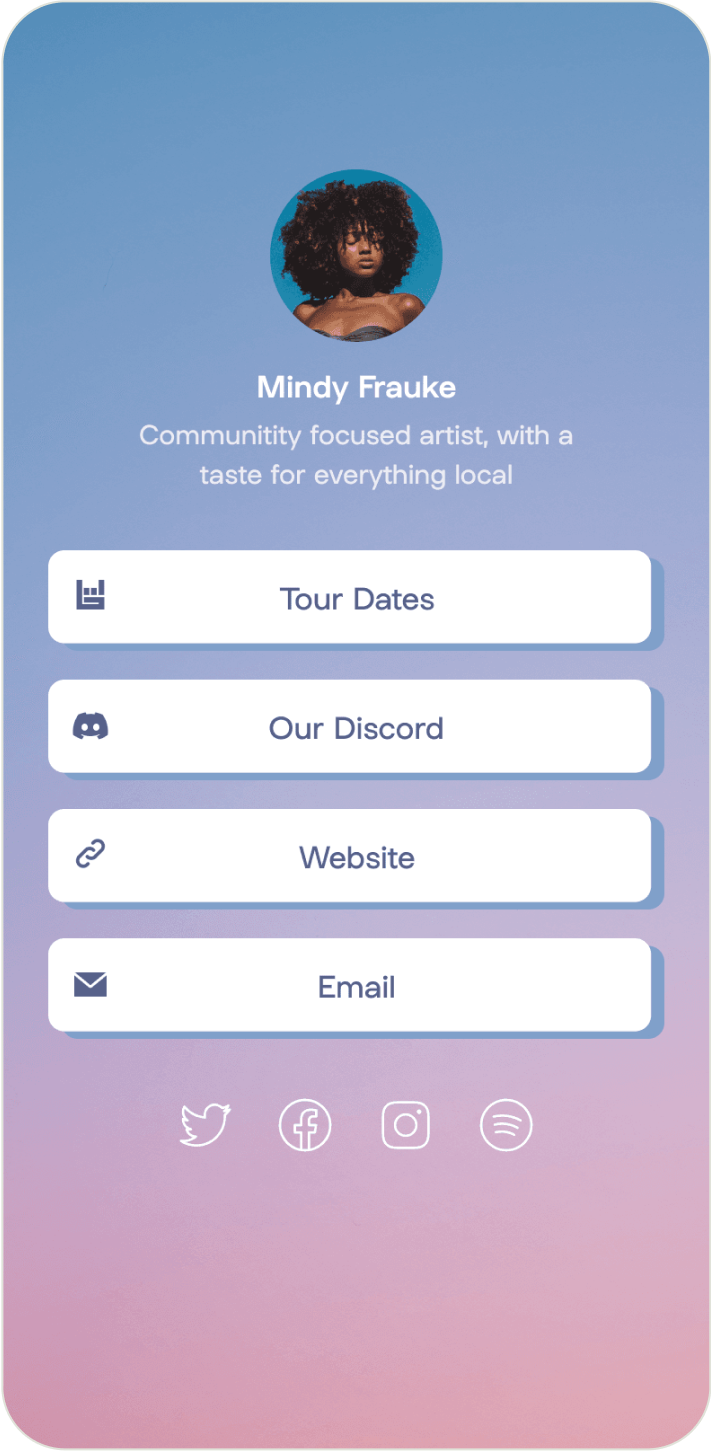 Mindy Frauke
Communitity focused artist, with a
taste for everything local
Tour Dates
Our Discord
Website
Email